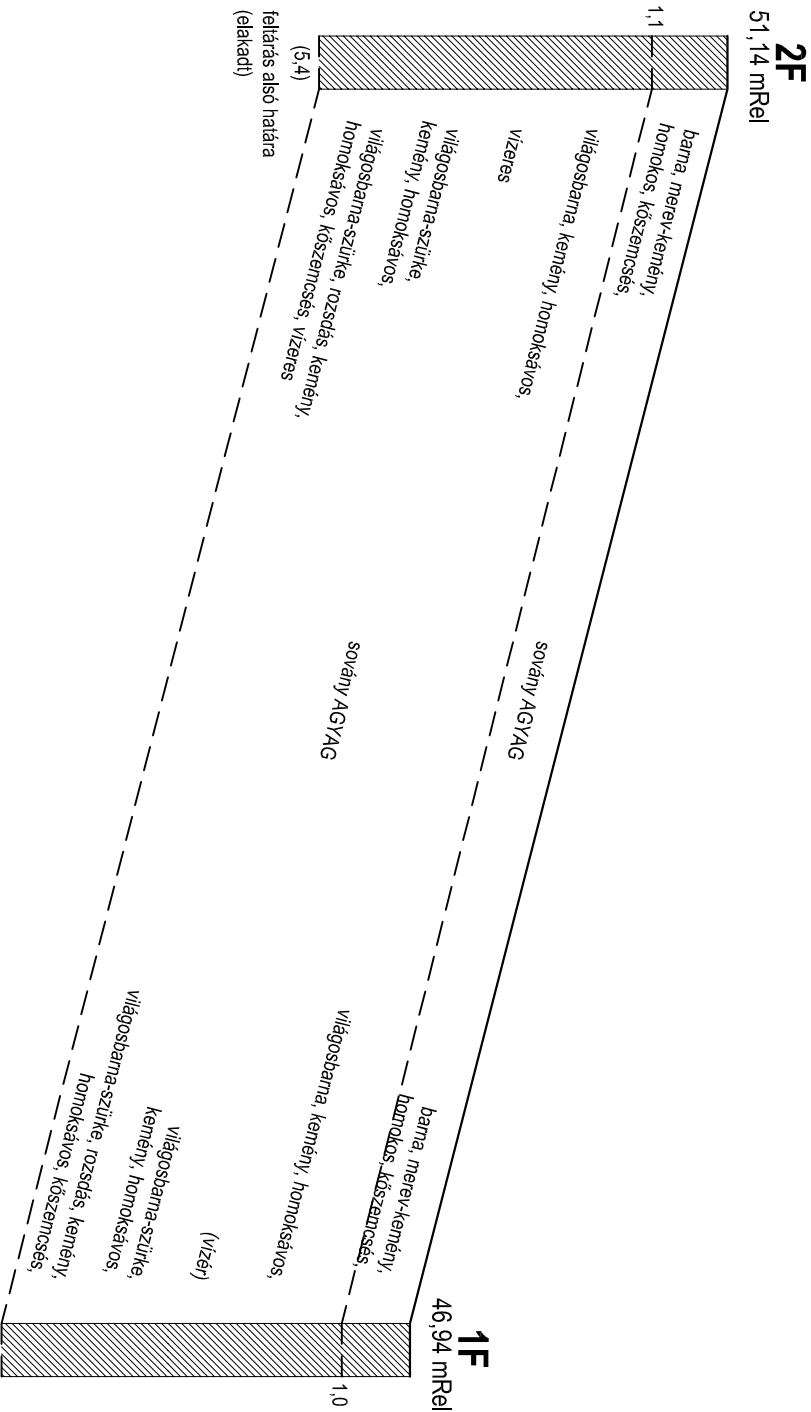 2F
51,14 mRel
1,1
barna, merev-kemény,
homokos, kőszemcsés,
világosbarna, kemény, homoksávos,
vízeres
világosbarna-szürke,
kemény, homoksávos,
világosbarna-szürke, rozsdás, kemény,
homoksávos, kőszemcsés, vízeres
(5,4)
feltárás alsó határa
(elakadt)
sovány AGYAG
sovány AGYAG
1F
46,94 mRel
1,0
barna, merev-kemény,
homokos, kőszemcsés,
világosbarna, kemény, homoksávos,
(vízér)
világosbarna-szürke,
kemény, homoksávos,
világosbarna-szürke, rozsdás, kemény,
homoksávos, kőszemcsés,